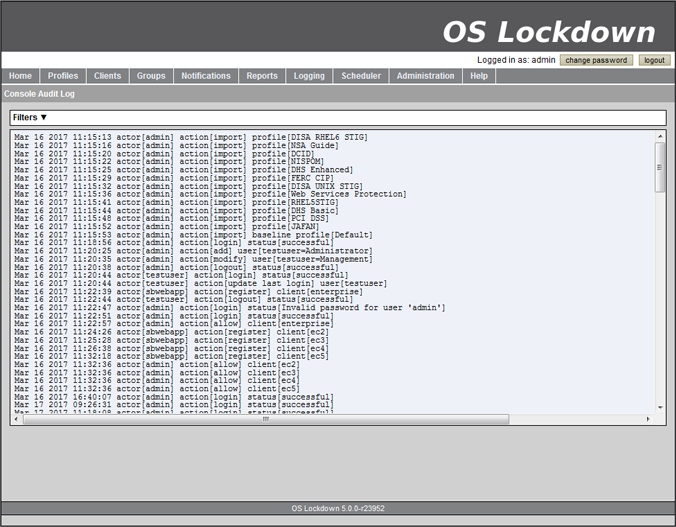 OS Lockdown
Logged in as: admin change password logout
Home Profiles Clients Groups Notifications Reports Logging Scheduler Administration Help
Console Audit Log
Filters ▼
Mar 16 2017 11:15:13 actor[admin] action[import] profile[DISA RHEL6 STIG]
Mar 16 2017 11:15:16 actor[admin] action[import] profile[NSA Guide]
Mar 16 2017 11:15:20 actor[admin] action[import] profile[DCID]
Mar 16 2017 11:15:22 actor[admin] action[import] profile[NISPOM]
Mar 16 2017 11:15:25 actor[admin] action[import] profile[DHS Enhanced]
Mar 16 2017 11:15:29 actor[admin] action[import] profile[FERC CIP]
Mar 16 2017 11:15:32 actor[admin] action[import] profile[DISA UNIX STIG]
Mar 16 2017 11:15:36 actor[admin] action[import] profile[Web Services Protection]
Mar 16 2017 11:15:41 actor[admin] action[import] profile[RHEL5STIG]
Mar 16 2017 11:15:44 actor[admin] action[import] profile[DHS Basic]
Mar 16 2017 11:15:48 actor[admin] action[import] profile[PCI DSS]
Mar 16 2017 11:15:52 actor[admin] action[import] profile[JAFAN]
Mar 16 2017 11:15:53 actor[admin] action[import] baseline profile[Default]
Mar 16 2017 11:18:56 actor[admin] action[login] status[successful]
Mar 16 2017 11:20:25 actor[admin] action[add] user[testuser=Administrator]
Mar 16 2017 11:20:35 actor[admin] action[modify] user[testuser=Management]
Mar 16 2017 11:20:38 actor[admin] action[logout] status[successful]
Mar 16 2017 11:20:44 actor[testuser] action[login] status[successful]
Mar 16 2017 11:20:44 actor[testuser] action[update last login] user[testuser]
Mar 16 2017 11:22:39 actor[sbwebapp] action[register] client[enterprise]
Mar 16 2017 11:22:44 actor[testuser] action[logout] status[successful]
Mar 16 2017 11:22:47 actor[admin] action[login] status[Invalid password for user 'admin']
Mar 16 2017 11:22:51 actor[admin] action[login] status[successful]
Mar 16 2017 11:22:57 actor[admin] action[allow] client[enterprise]
Mar 16 2017 11:24:26 actor[sbwebapp] action[register] client[ec2]
Mar 16 2017 11:25:28 actor[sbwebapp] action[register] client[ec3]
Mar 16 2017 11:26:38 actor[sbwebapp] action[register] client[ec4]
Mar 16 2017 11:32:18 actor[sbwebapp] action[register] client[ec5]
Mar 16 2017 11:32:36 actor[admin] action[allow] client[ec2]
Mar 16 2017 11:32:36 actor[admin] action[allow] client[ec3]
Mar 16 2017 11:32:36 actor[admin] action[allow] client[ec4]
Mar 16 2017 11:32:36 actor[admin] action[allow] client[ec5]
Mar 16 2017 16:40:07 actor[admin] action[login] status[successful]
Mar 17 2017 09:26:31 actor[admin] action[login] status[successful]
Mar 17 2017 11:18:08 actor[admin] action[login] status[successful]
OS Lockdown 5.0.0-r23952